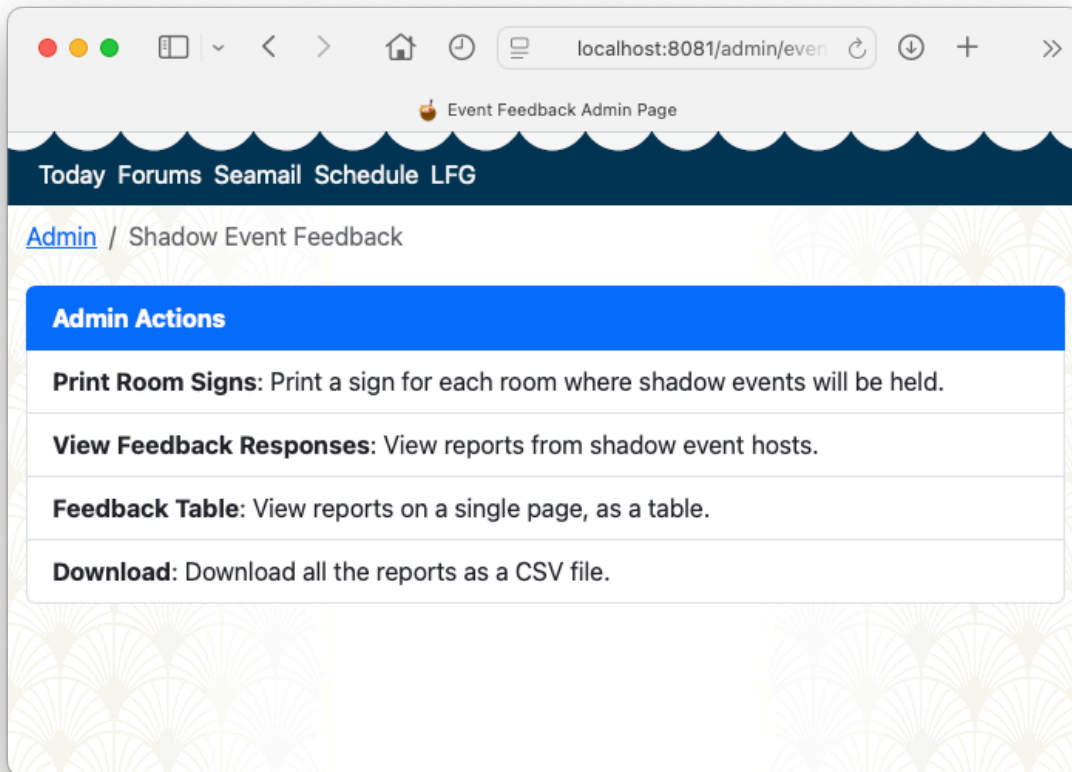 localhost:8081/admin/even
Event Feedback Admin Page
Today Forums Seamail Schedule LFG
Admin / Shadow Event Feedback
Admin Actions
Print Room Signs: Print a sign for each room where shadow events will be held.
View Feedback Responses: View reports from shadow event hosts.
Feedback Table: View reports on a single page, as a table.
Download: Download all the reports as a CSV file.